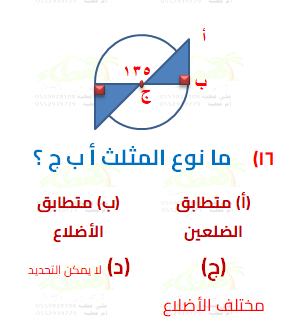 أ
١٣٥
ب
ج
١٦) ما نوع المثلث أ ب ج ؟
(أ) متطابق (ب) متطابق
الضلعين الأضلاع
(ج) (د) لا يمكن التحديد
مختلف الأضلاع